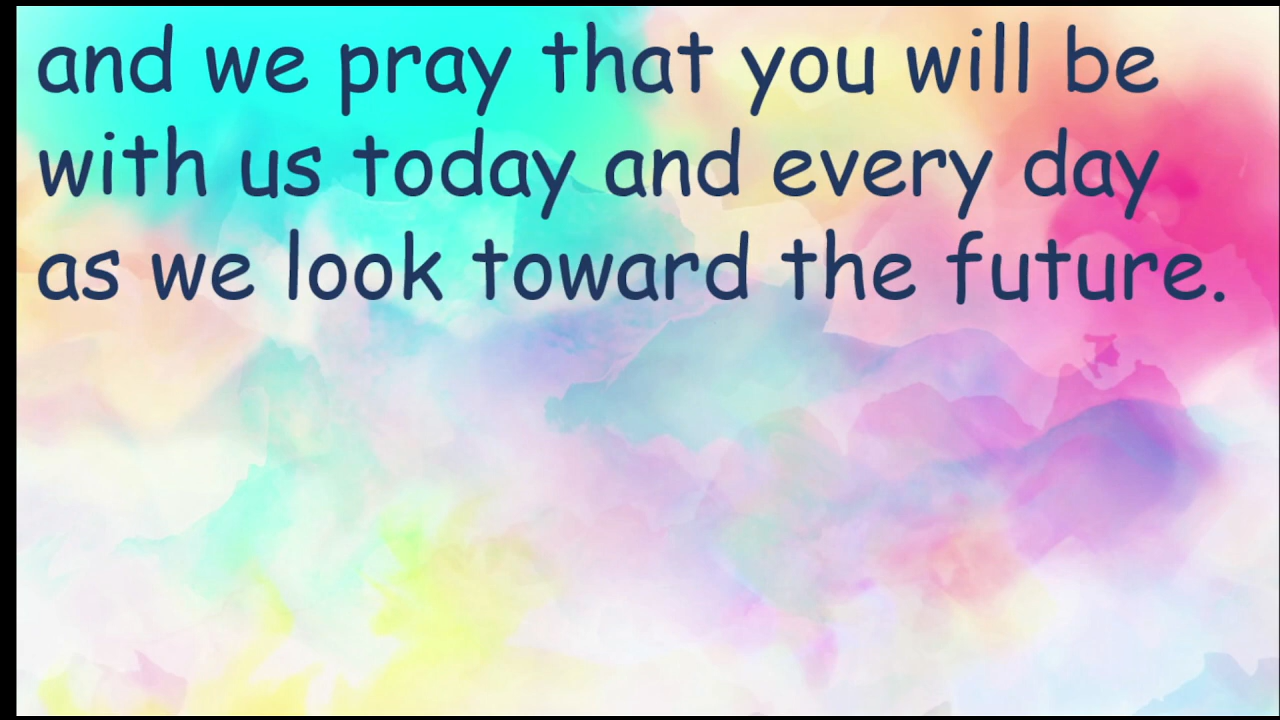 and we pray that you will be
with us today and every day
as we look toward the future.